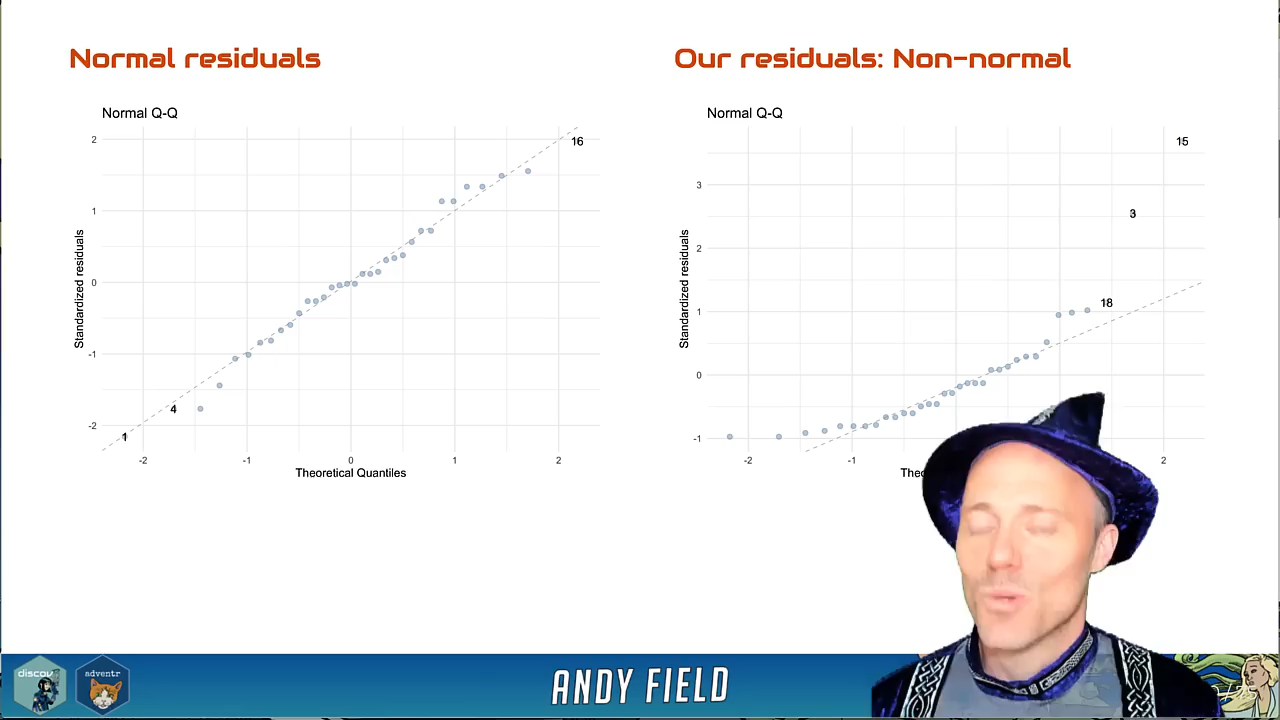 Normal residuals
Our residuals: Non-normal
Normal Q-Q
2
1
0
-1
-2
Standardized residuals
16
4
1
-2
-1
0
1
2
Theoretical Quantiles
Normal Q-Q
3
2
1
0
-1
Standardized residuals
15
3
18
-2
-1
2
Theo
discov
adventr
ANDY FIELD